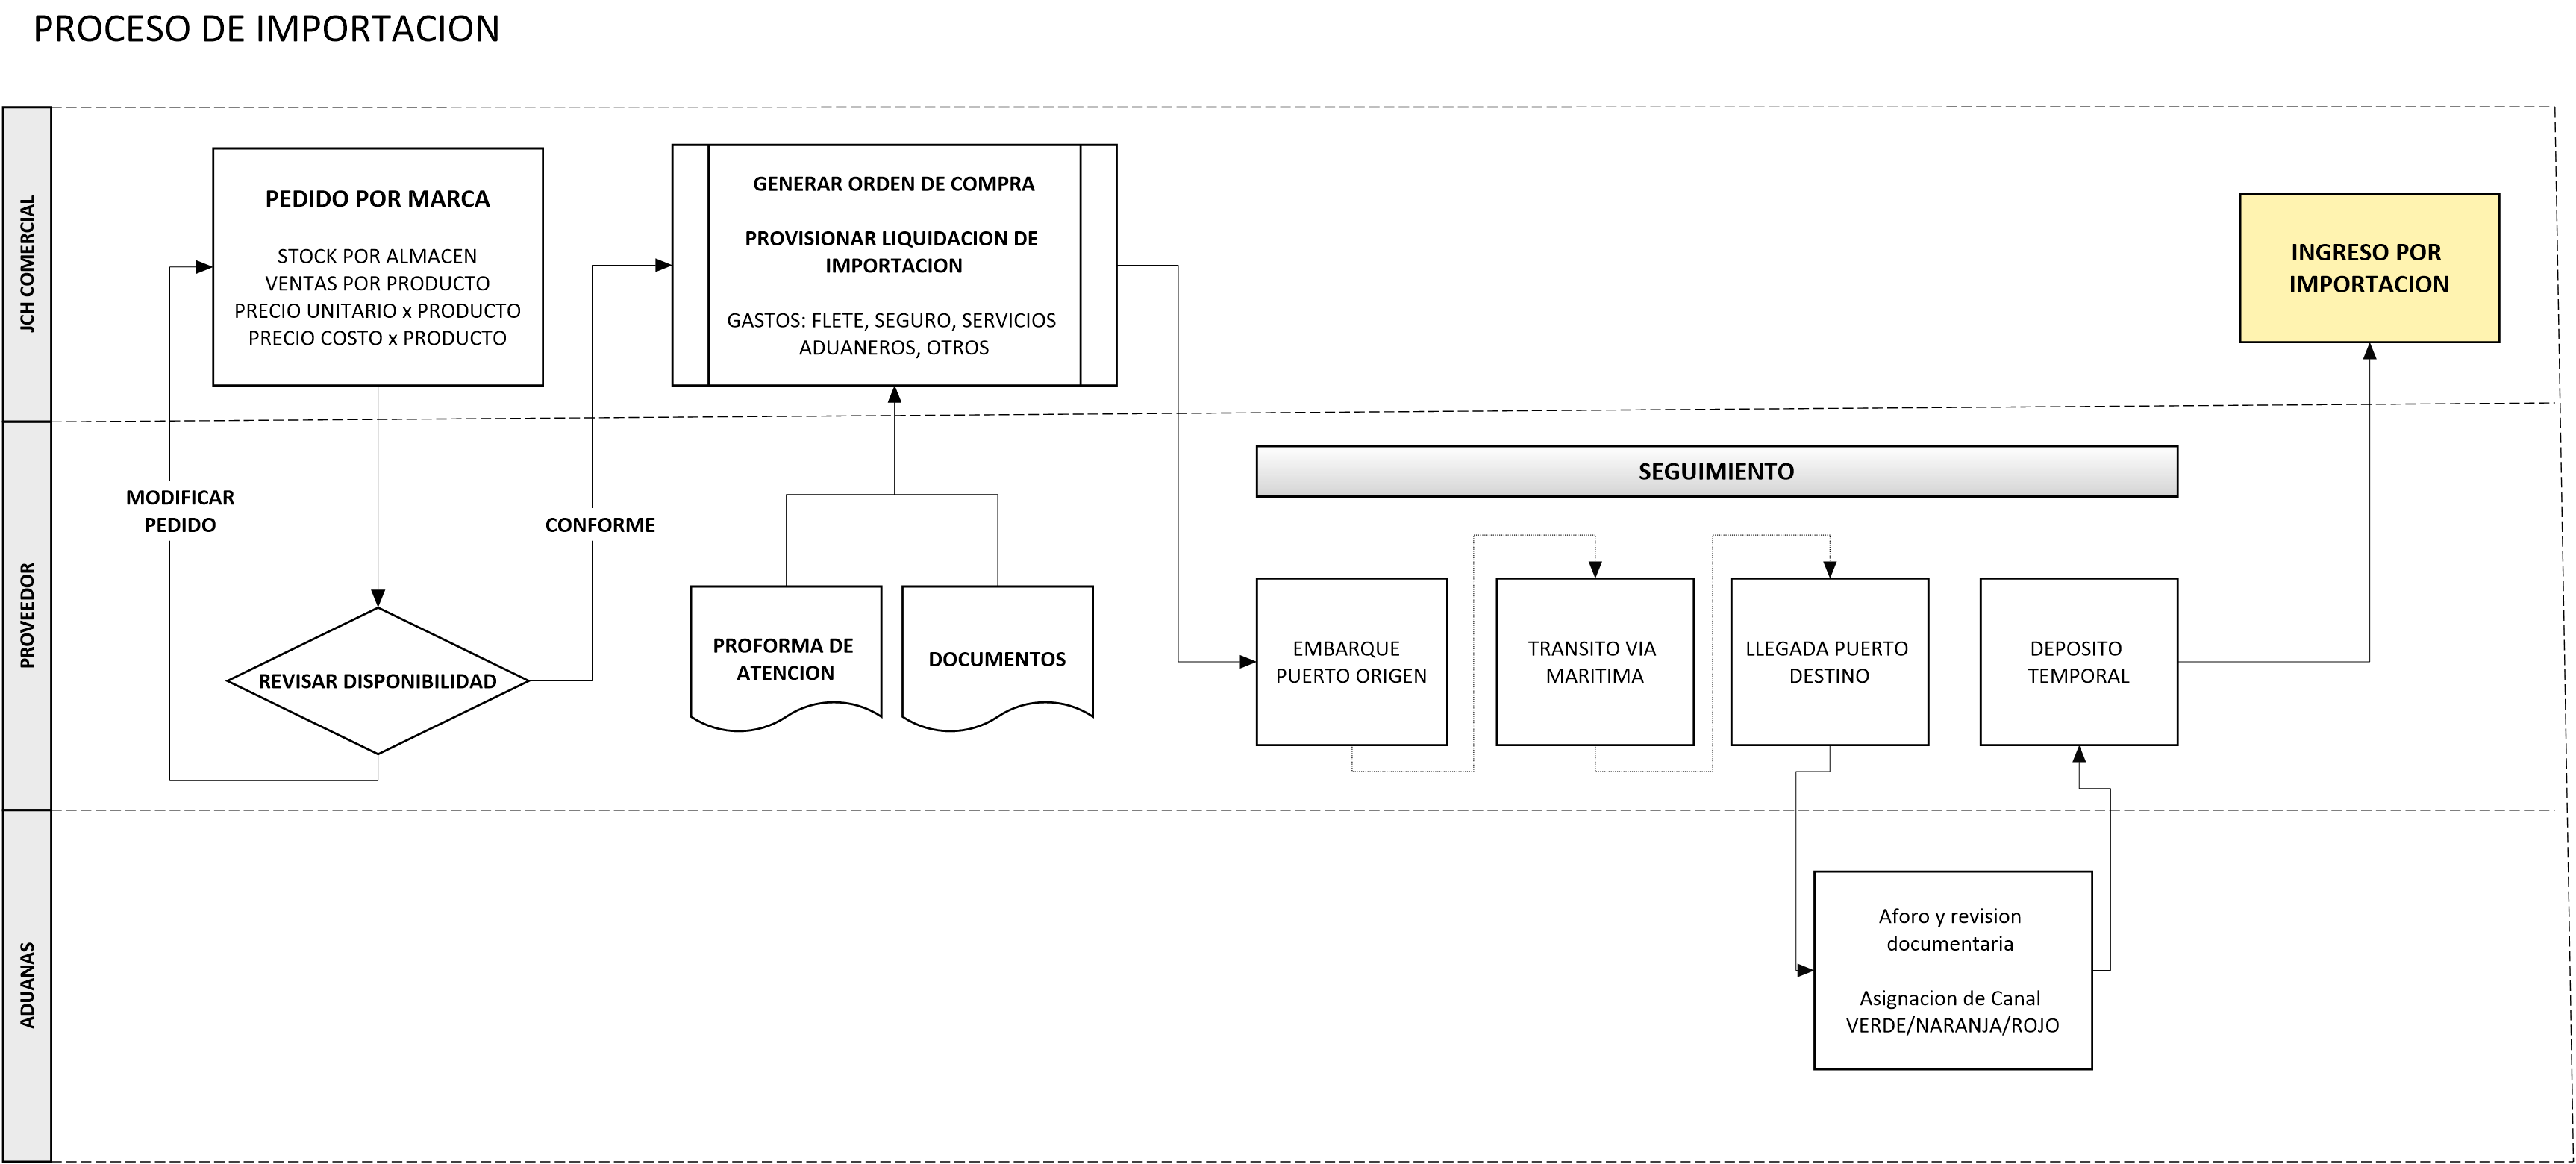 PROCESO DE IMPORTACION
JCH COMERCIAL
PEDIDO POR MARCA
STOCK POR ALMACEN
VENTAS POR PRODUCTO
PRECIO UNITARIO x PRODUCTO
PRECIO COSTO x PRODUCTO
GENERAR ORDEN DE COMPRA
PROVISIONAR LIQUIDACION DE
IMPORTACION
GASTOS: FLETE, SEGURO, SERVICIOS
ADUANEROS, OTROS
INGRESO POR
IMPORTACION
PROVEEDOR
MODIFICAR
PEDIDO
CONFORME
REVISAR DISPONIBILIDAD
PROFORMA DE
ATENCION
DOCUMENTOS
SEGUIMIENTO
EMBARQUE
PUERTO ORIGEN
TRANSITO VIA
MARITIMA
LLEGADA PUERTO
DESTINO
DEPOSITO
TEMPORAL
ADUANAS
Aforo y revision
documentaria
Asignacion de Canal
VERDE/NARANJA/ROJO